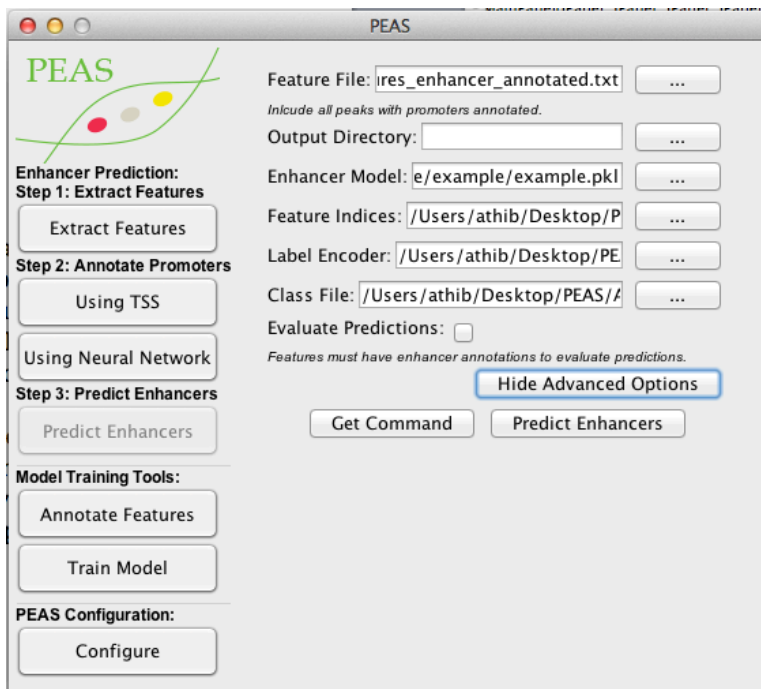 PEAS
PEAS
Enhancer Prediction:
Step 1: Extract Features
Extract Features
Step 2: Annotate Promoters
Using TSS
Using Neural Network
Step 3: Predict Enhancers
Predict Enhancers
Model Training Tools:
Annotate Features
Train Model
PEAS Configuration:
Configure
Feature File: ires_enhancer_annotated.txt ...
Inlcude all peaks with promoters annotated.
Output Directory: ...
Enhancer Model: e/example/example.pkl ...
Feature Indices: /Users/athib/Desktop/P ...
Label Encoder: /Users/athib/Desktop/PE ...
Class File: /Users/athib/Desktop/PEAS/ ...
Evaluate Predictions:
Features must have enhancer annotations to evaluate predictions.
Hide Advanced Options
Get Command Predict Enhancers